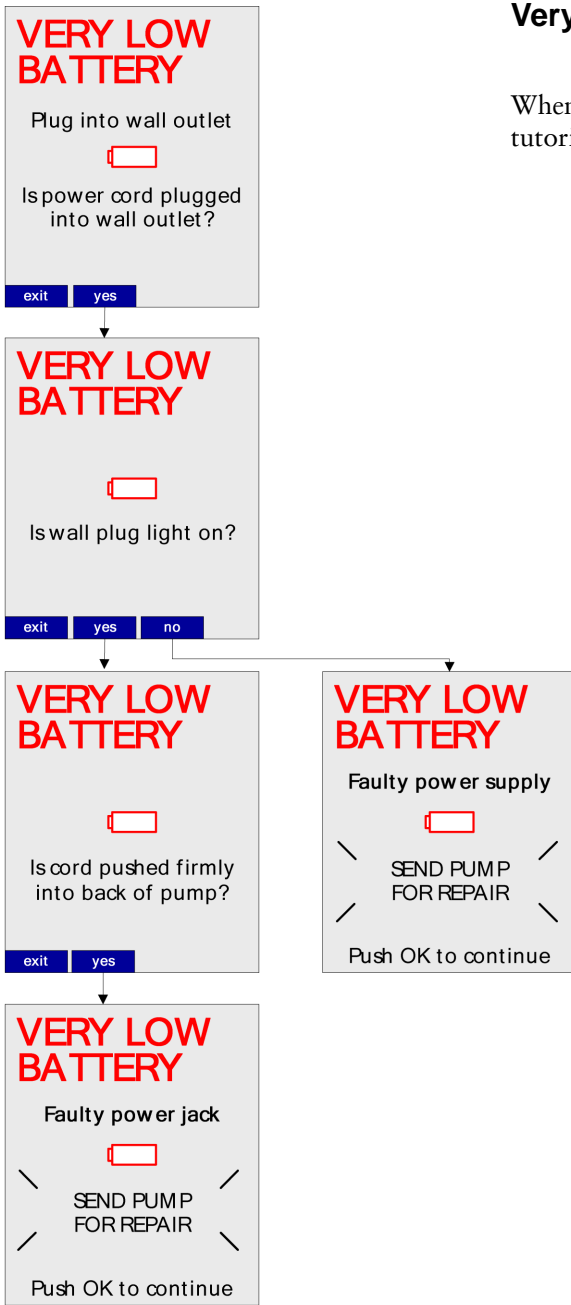 Very
When
tutori
VERY LOW
BATTERY
Plug into wall outlet
Is power cord plugged
into wall outlet?
exit yes
VERY LOW
BATTERY
Is wall plug light on?
exit yes no
VERY LOW
BATTERY
Is cord pushed firmly
into back of pump?
exit yes
VERY LOW
BATTERY
Faulty power supply
SEND PUMP
FOR REPAIR
Push OK to continue
VERY LOW
BATTERY
Faulty power jack
SEND PUMP
FOR REPAIR
Push OK to continue